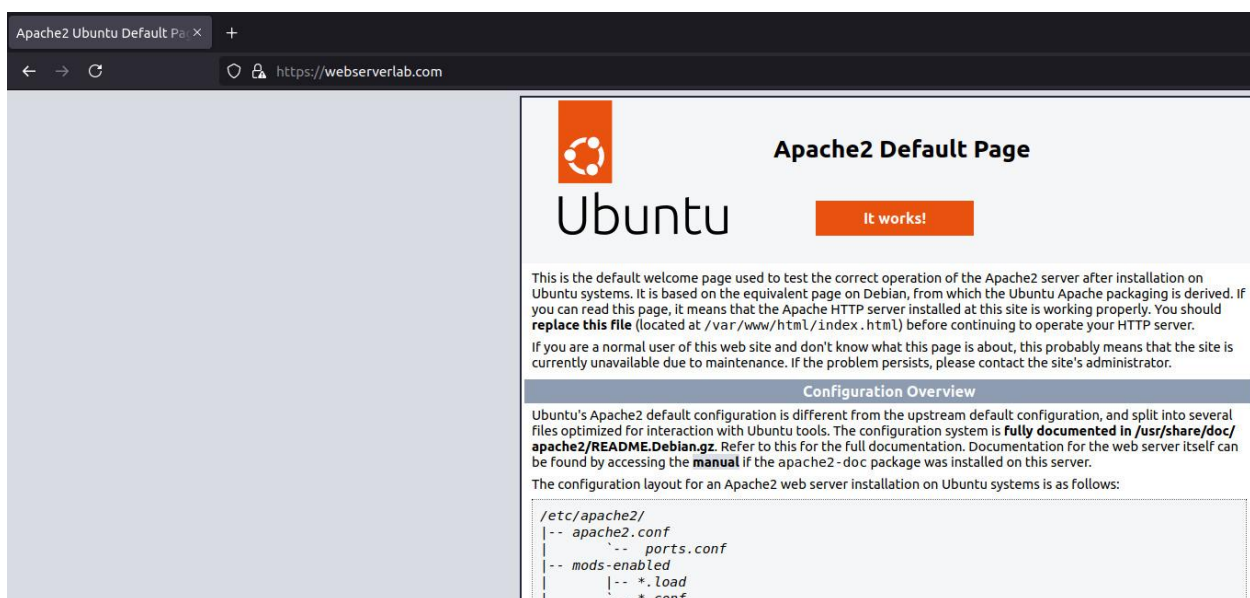 Apache2 Ubuntu Default Pa
https://webserverlab.com
Apache2 Default Page
Ubuntu
It works!
This is the default welcome page used to test the correct operation of the Apache2 server after installation on
Ubuntu systems. It is based on the equivalent page on Debian, from which the Ubuntu Apache packaging is derived. If
you can read this page, it means that the Apache HTTP server installed at this site is working properly. You should
replace this file (located at /var/www/html/index.html) before continuing to operate your HTTP server.
If you are a normal user of this web site and don't know what this page is about, this probably means that the site is
currently unavailable due to maintenance. If the problem persists, please contact the site's administrator.
Configuration Overview
Ubuntu's Apache2 default configuration is different from the upstream default configuration, and split into several
files optimized for interaction with Ubuntu tools. The configuration system is fully documented in /usr/share/doc/
apache2/README.Debian.gz. Refer to this for the full documentation. Documentation for the web server itself can
be found by accessing the manual if the apache2-doc package was installed on this server.
The configuration layout for an Apache2 web server installation on Ubuntu systems is as follows:
/etc/apache2/
|-- apache2.conf
|       `--  ports.conf
|-- mods-enabled
|       |-- *.load
|       `-- *.conf